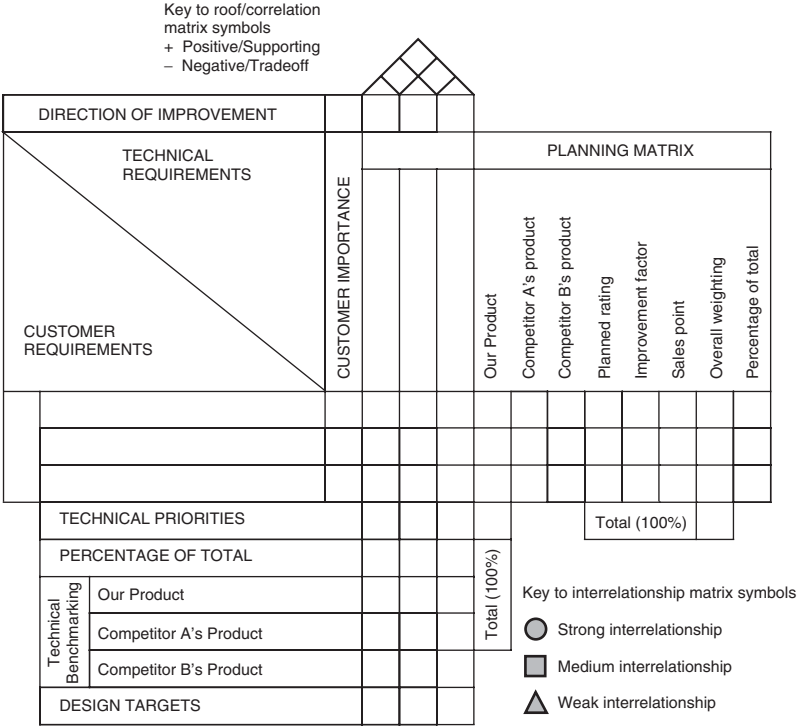 Key to roof/correlation
matrix symbols
+ Positive/Supporting
– Negative/Tradeoff
DIRECTION OF IMPROVEMENT
TECHNICAL
REQUIREMENTS
CUSTOMER
REQUIREMENTS
CUSTOMER IMPORTANCE
PLANNING MATRIX
Our Product
Competitor A's product
Competitor B's product
Planned rating
Improvement factor
Sales point
Overall weighting
Percentage of total
TECHNICAL PRIORITIES
Total (100%)
PERCENTAGE OF TOTAL
Total (100%)
Technical
Benchmarking
Our Product
Competitor A's Product
Competitor B's Product
DESIGN TARGETS
Key to interrelationship matrix symbols
Strong interrelationship
Medium interrelationship
Weak interrelationship